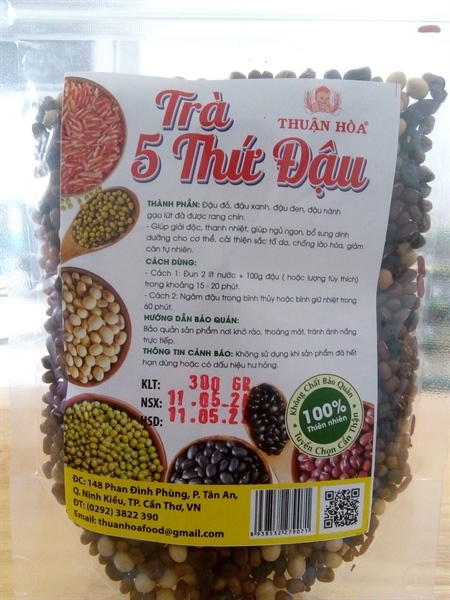 Trà
THUẬN HÒA®
5 Thứ Đậu
THÀNH PHẦN: Đậu đỏ, đậu xanh, đậu đen, đậu nành
gạo lứt đã được rang chín.
- Giúp giải độc, thanh nhiệt, giúp ngủ ngon, bổ sung dinh
dưỡng cho cơ thể, cải thiện sắc tố da, chống lão hóa, giảm
cân tự nhiên.
CÁCH DÙNG:
- Cách 1: Đun 2 lít nước + 100g đậu ( hoặc lượng tùy thích)
trong khoảng 15 - 20 phút.
- Cách 2: Ngâm đậu trong bình thủy hoặc bình giữ nhiệt trong
60 phút.
HƯỚNG DẪN BẢO QUẢN:
Bảo quản sản phẩm nơi khô ráo, thoáng mát, tránh ánh nắng
trực tiếp.
THÔNG TIN CẢNH BÁO: Không sử dụng khi sản phẩm đã hết
hạn dùng hoặc có dấu hiệu hư hỏng.
KLT:
NSX: 11.05.20
HSD: 11.05.21
Không Chất Bảo Quản
100%
Thiên nhiên
Tuyển Chọn Cẩn Thận
ĐC: 148 Phan Đình Phùng, P. Tân An,
Q. Ninh Kiều, TP. Cần Thơ, VN
ĐT: (0292) 3822 390
Email: thuanhoafood@gmail.com
8 938532 279021